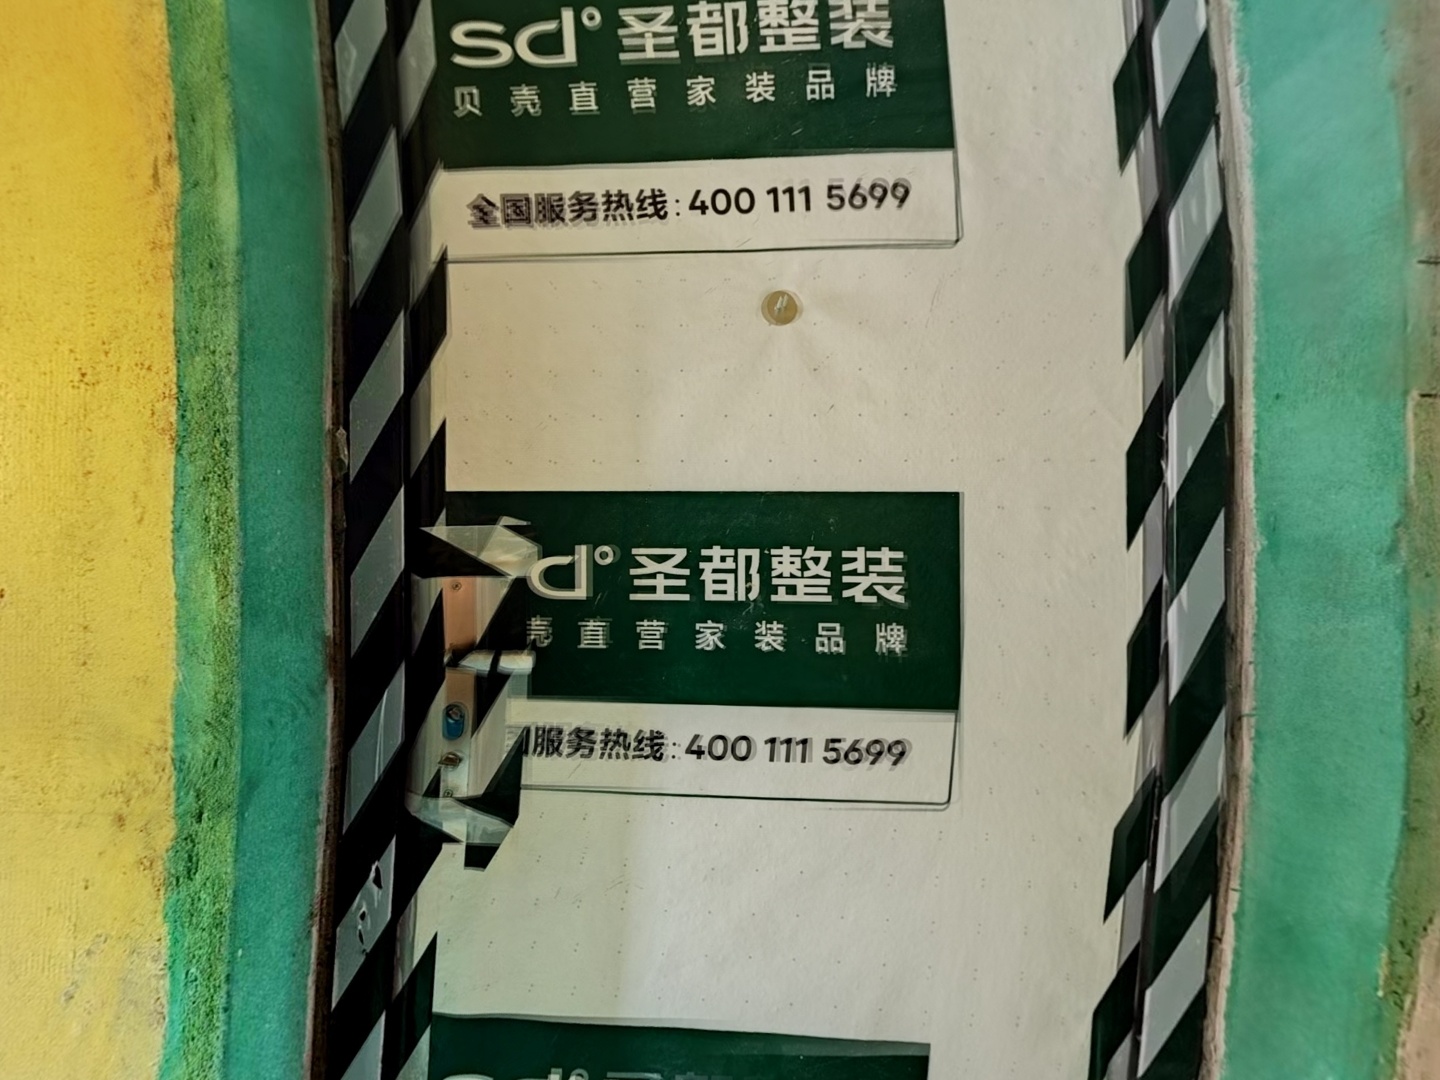 sd° 圣都整装
贝壳直营家装品牌
全国服务热线:400 111 5699
d° 圣都整装
壳直营家装品牌
国服务热线:400 111 5699